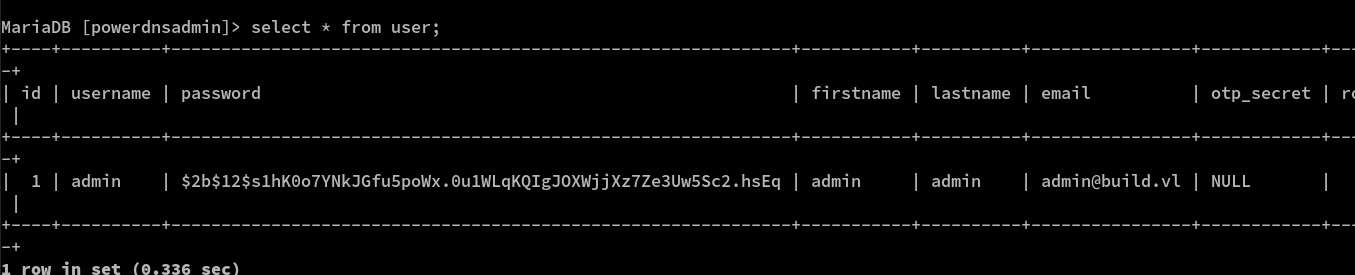 MariaDB [powerdnsadmin]> select * from user;
+----+----------+--------------------------------------------------------------+-----------+----------+----------------+------------+---
-+
| id | username | password                                                     | firstname | lastname | email          | otp_secret | ro
 |
+----+----------+--------------------------------------------------------------+-----------+----------+----------------+------------+---
-+
|  1 | admin    | $2b$12$s1hK0o7YNkJGfu5poWx.0u1WLqKQIgJOXWjjXz7Ze3Uw5Sc2.hsEq | admin     | admin    | admin@build.vl | NULL       |
 |
+----+----------+--------------------------------------------------------------+-----------+----------+----------------+------------+---
-+
1 row in set (0.336 sec)